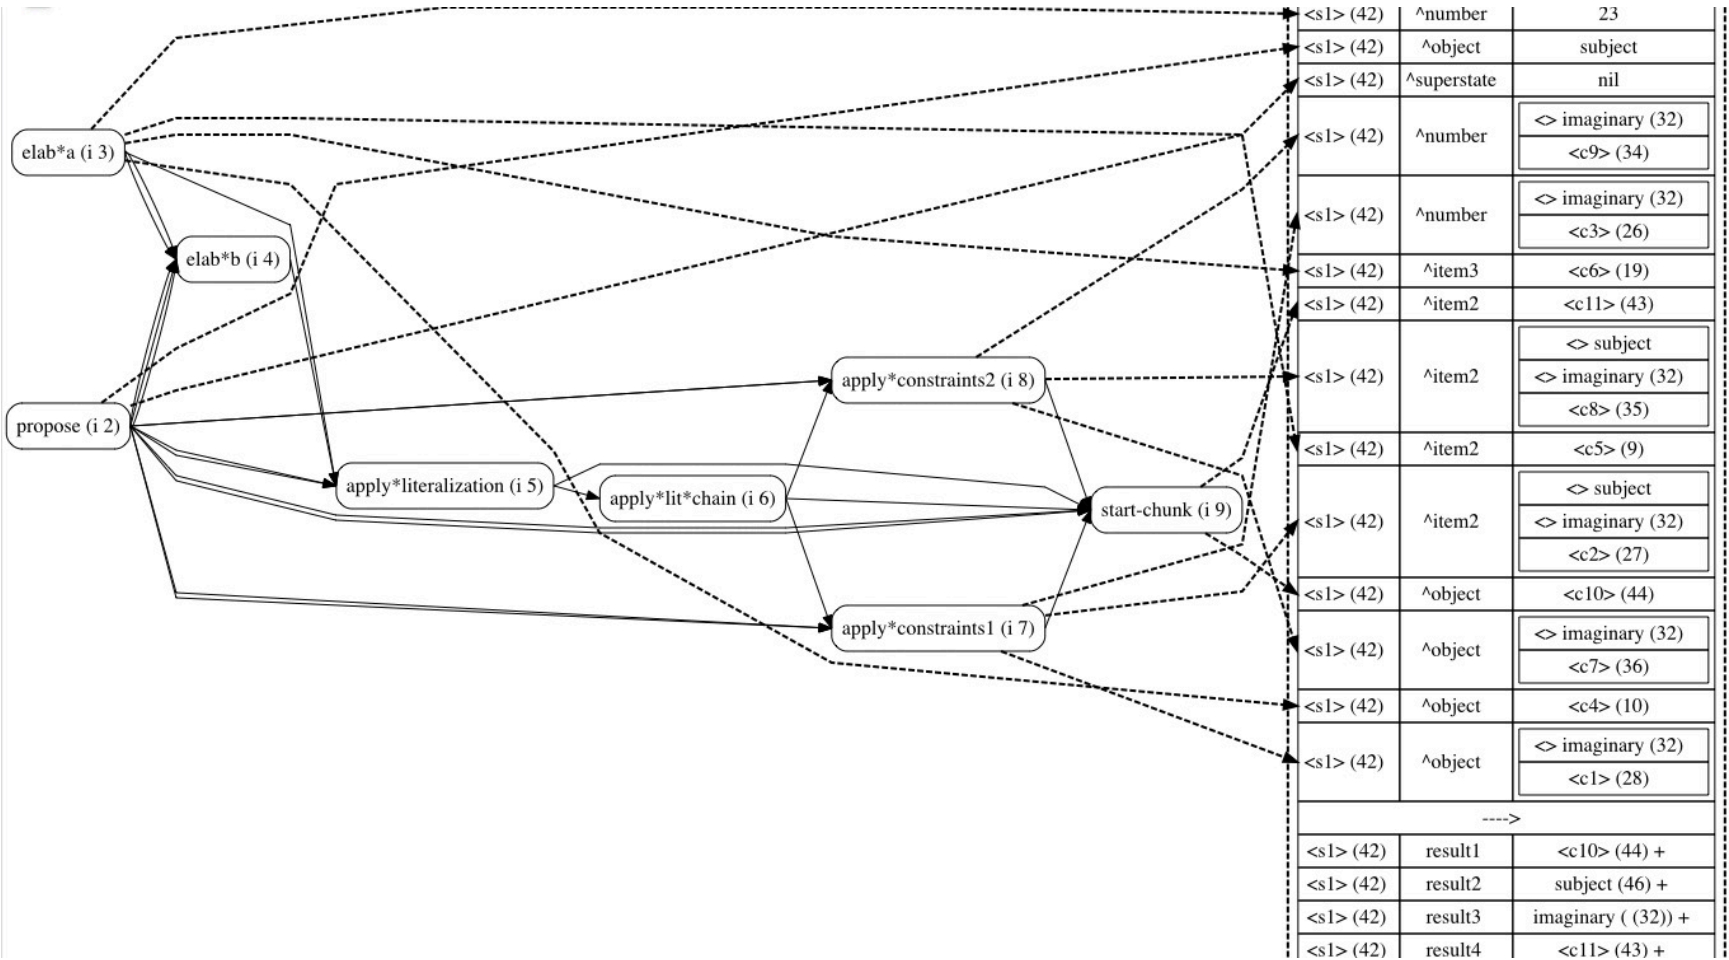 elab*a (i 3)
elab*b (i 4)
propose (i 2)
apply*literalization (i 5)
apply*lit*chain (i 6)
apply*constraints2 (i 8)
apply*constraints1 (i 7)
start-chunk (i 9)
<s1> (42) ^number 23
<s1> (42) ^object subject
<s1> (42) ^superstate nil
<s1> (42) ^number <> imaginary (32)
<c9> (34)
<s1> (42) ^number <> imaginary (32)
<c3> (26)
<s1> (42) ^item3 <c6> (19)
<s1> (42) ^item2 <c11> (43)
<s1> (42) ^item2 <> subject
<> imaginary (32)
<c8> (35)
<s1> (42) ^item2 <c5> (9)
<s1> (42) ^item2 <> subject
<> imaginary (32)
<c2> (27)
<s1> (42) ^object <c10> (44)
<s1> (42) ^object <> imaginary (32)
<c7> (36)
<s1> (42) ^object <c4> (10)
<s1> (42) ^object <> imaginary (32)
<c1> (28)
---->
<s1> (42) result1 <c10> (44) +
<s1> (42) result2 subject (46) +
<s1> (42) result3 imaginary ( (32)) +
<s1> (42) result4 <c11> (43) +